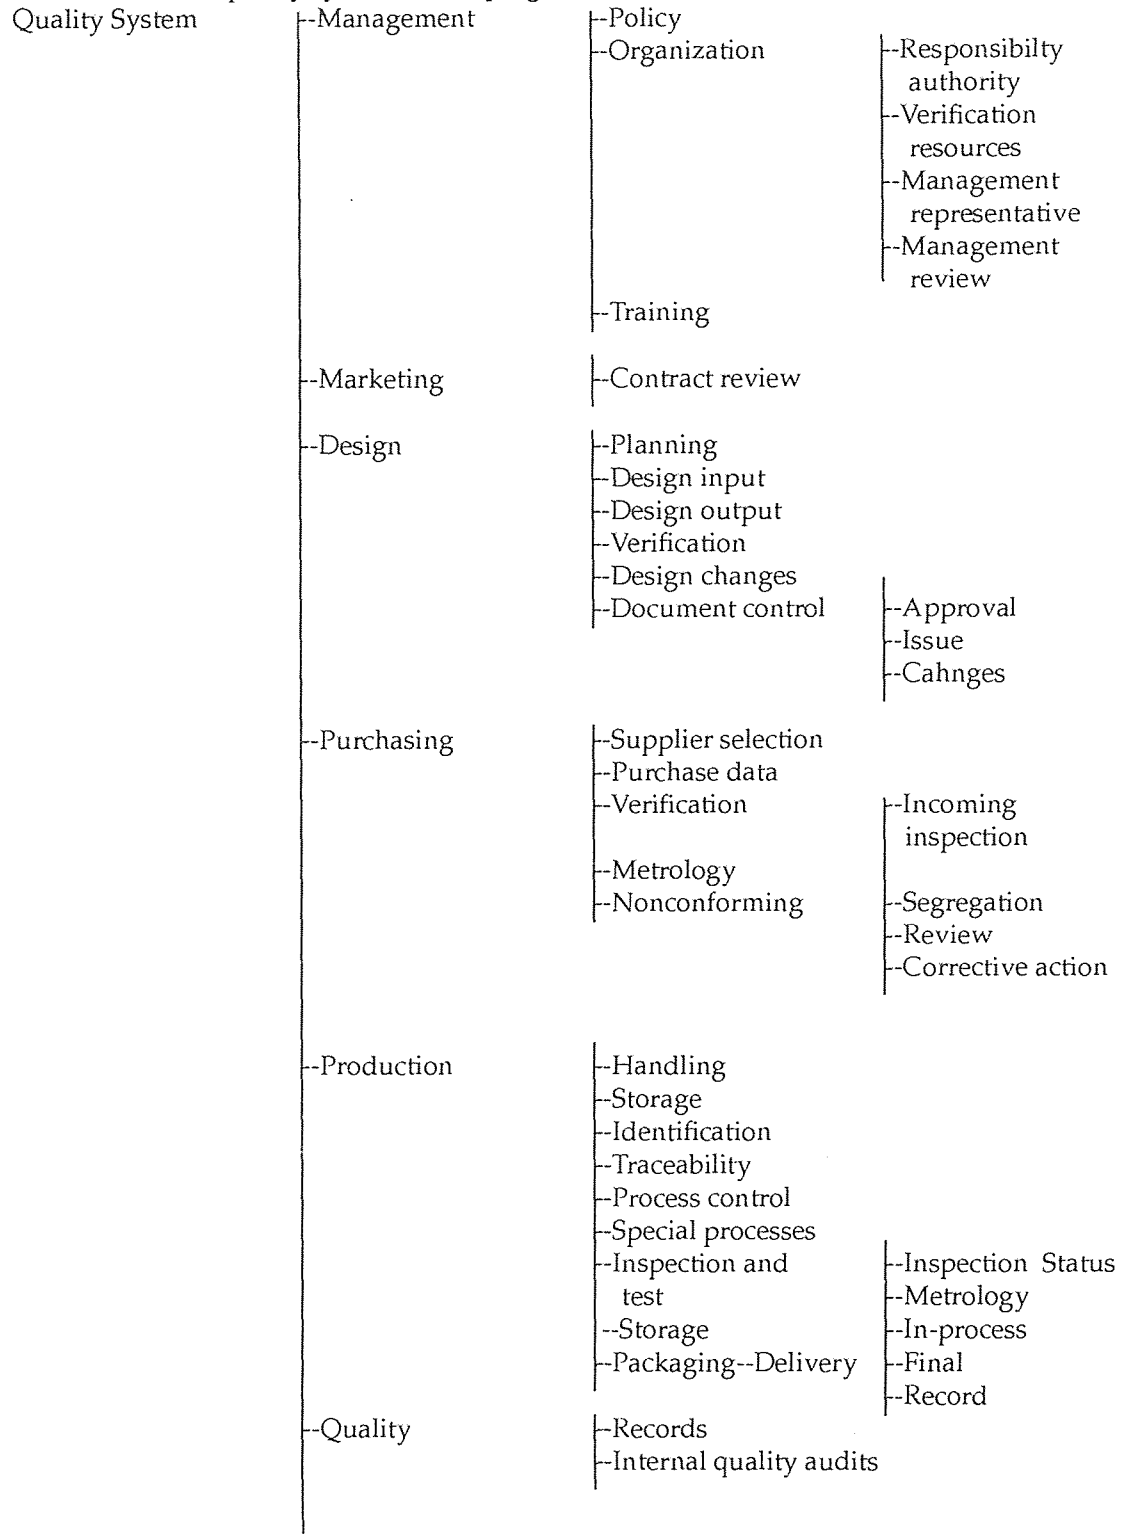 Quality System --Management --Policy
--Organization --Responsibilty
authority
--Verification
resources
--Management
representative
--Management
review
--Training
--Marketing --Contract review
--Design --Planning
--Design input
--Design output
--Verification
--Design changes
--Document control --Approval
--Issue
--Cahnges
--Purchasing --Supplier selection
--Purchase data
--Verification --Incoming
inspection
--Metrology
--Nonconforming --Segregation
--Review
--Corrective action
--Production --Handling
--Storage
--Identification
--Traceability
--Process control
--Special processes
--Inspection and --Inspection Status
test --Metrology
--Storage --In-process
--Packaging--Delivery --Final
--Record
--Quality --Records
--Internal quality audits